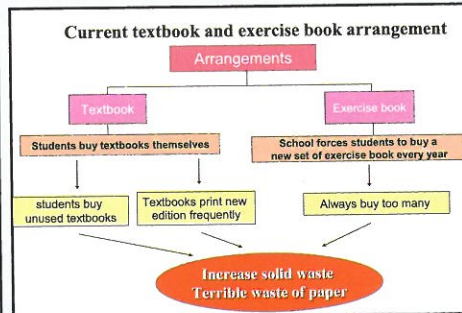 Current textbook and exercise book arrangement
Arrangements
Textbook
Exercise book
Students buy textbooks themselves
School forces students to buy a
new set of exercise book every year
students buy
unused textbooks
Textbooks print new
edition frequently
Always buy too many
Increase solid waste
Terrible waste of paper